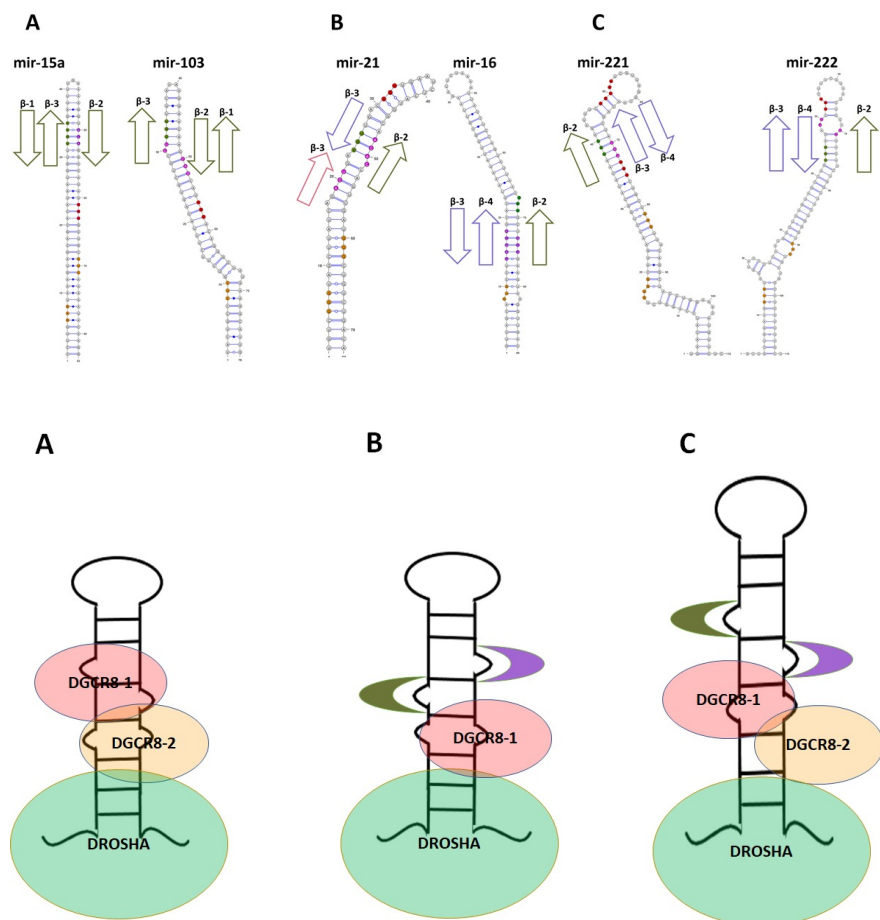 A
B
C
mir-15a
mir-103
mir-21
mir-16
mir-221
mir-222
β-1
β-3
β-2
β-3
β-2
β-1
β-3
β-3
β-2
β-3
β-4
β-2
β-2
β-3
β-4
β-3
β-4
β-2
A
B
C
DGCR8-1
DGCR8-2
DROSHA
DGCR8-1
DROSHA
DGCR8-1
DGCR8-2
DROSHA